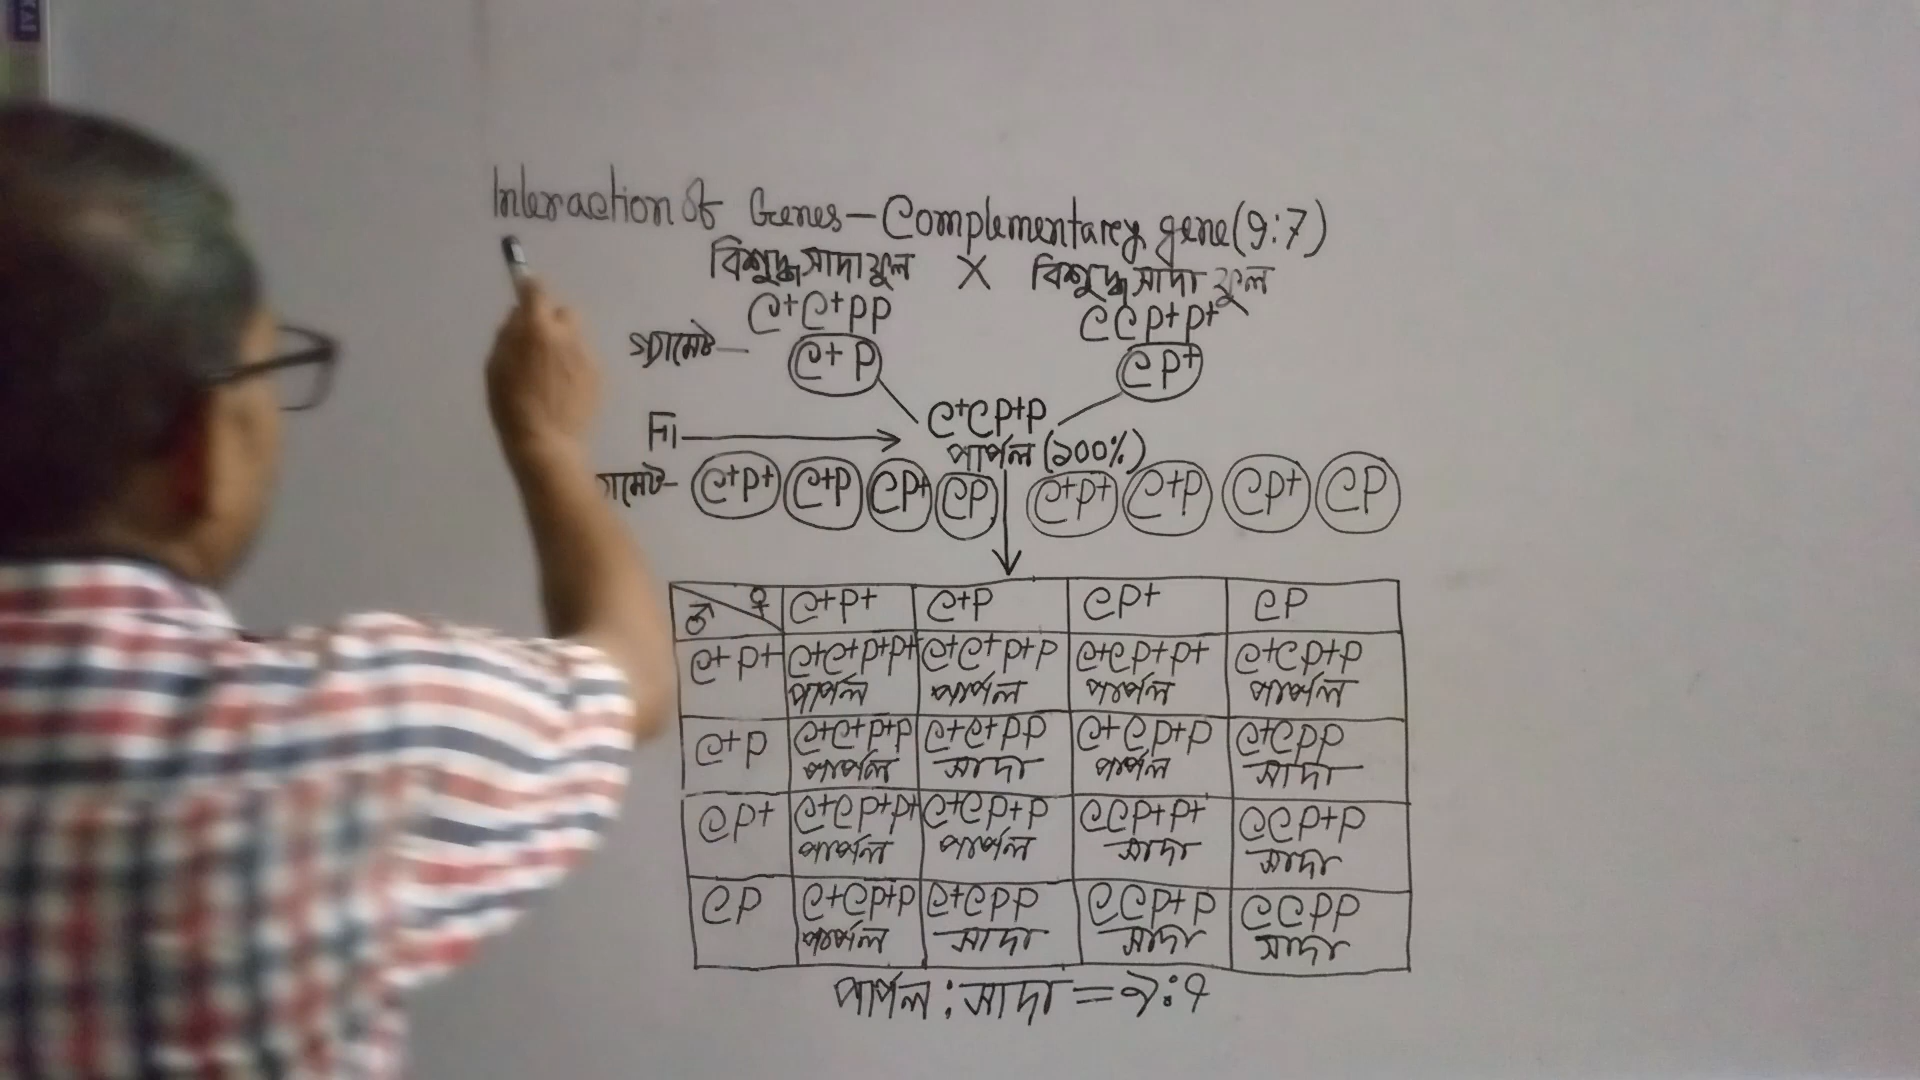 Interaction Of Genes – Complementary gene (9:7)
বিশুদ্ধ সাদা ফুল X বিশুদ্ধ সাদা ফুল
C+C+PP CCP+P+
গ্যামেট— C+P CP+
C+CP+P
F1 পার্পল (১০০%)
গামেট- C+P+ C+P CP+ CP C+P+ C+P CP+ CP
♂ ♀ C+P+ C+P CP+ CP
C+P+ C+C+P+P+ C+C+P+P C+CP+P+ C+CP+P
পার্পল পার্পল পার্পল পার্পল
C+P C+C+P+P C+C+PP C+CP+P C+CPP
পার্পল সাদা পার্পল সাদা
CP+ C+CP+P+ C+CP+P CCP+P+ CCP+P
পার্পল পার্পল সাদা সাদা
CP C+CP+P C+CPP CCP+P CCPP
পার্পল সাদা সাদা সাদা
পার্পল : সাদা = ৯:৭